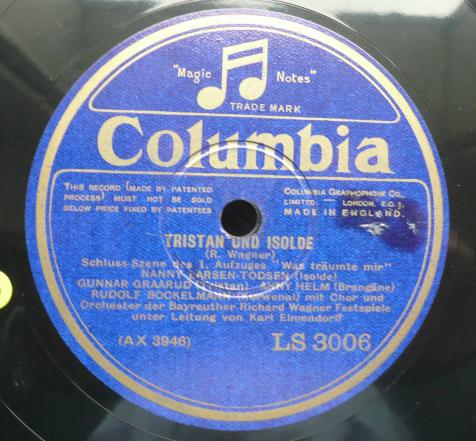 "Magic Notes"
TRADE MARK
Columbia
THIS RECORD (MADE BY PATENTED
PROCESS) MUST NOT BE SOLD
BELOW PRICE FIXED BY PATENTEES
COLUMBIA GRAPHOPHONE CO.,
LIMITED. — LONDON, E.C.1.
MADE IN ENGLAND.
TRISTAN UND ISOLDE
(R. Wagner)
Schluss-Szene des 1. Aufzuges "Was träumte mir"
NANNY LARSEN-TODSEN (Isolde)
GUNNAR GRAARUD (Tristan) ANNY HELM (Brangäne)
RUDOLF BOCKELMANN (Kurwenal) mit Chor und
Orchester der Bayreuther Richard Wagner Festspiele
unter Leitung von Karl Elmendorff
(AX 3946)
LS 3006